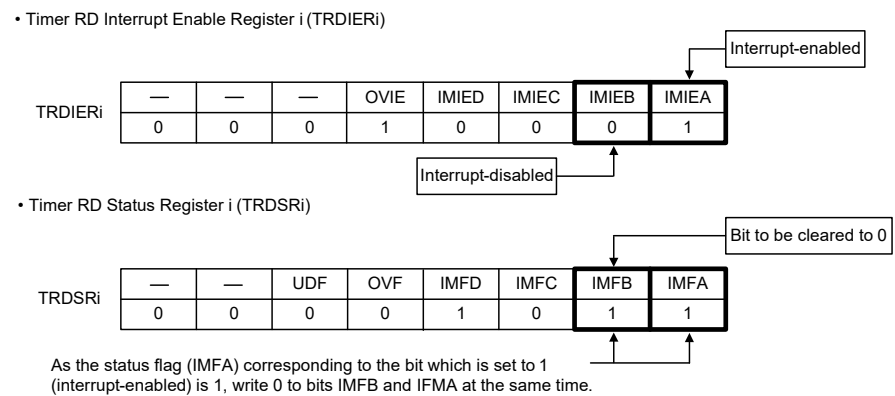 • Timer RD Interrupt Enable Register i (TRDIERi)
Interrupt-enabled
TRDIERi
— — — OVIE IMIED IMIEC IMIEB IMIEA
0 0 0 1 0 0 0 1
Interrupt-disabled
• Timer RD Status Register i (TRDSRi)
Bit to be cleared to 0
TRDSRi
— — UDF OVF IMFD IMFC IMFB IMFA
0 0 0 0 1 0 1 1
As the status flag (IMFA) corresponding to the bit which is set to 1
(interrupt-enabled) is 1, write 0 to bits IMFB and IFMA at the same time.